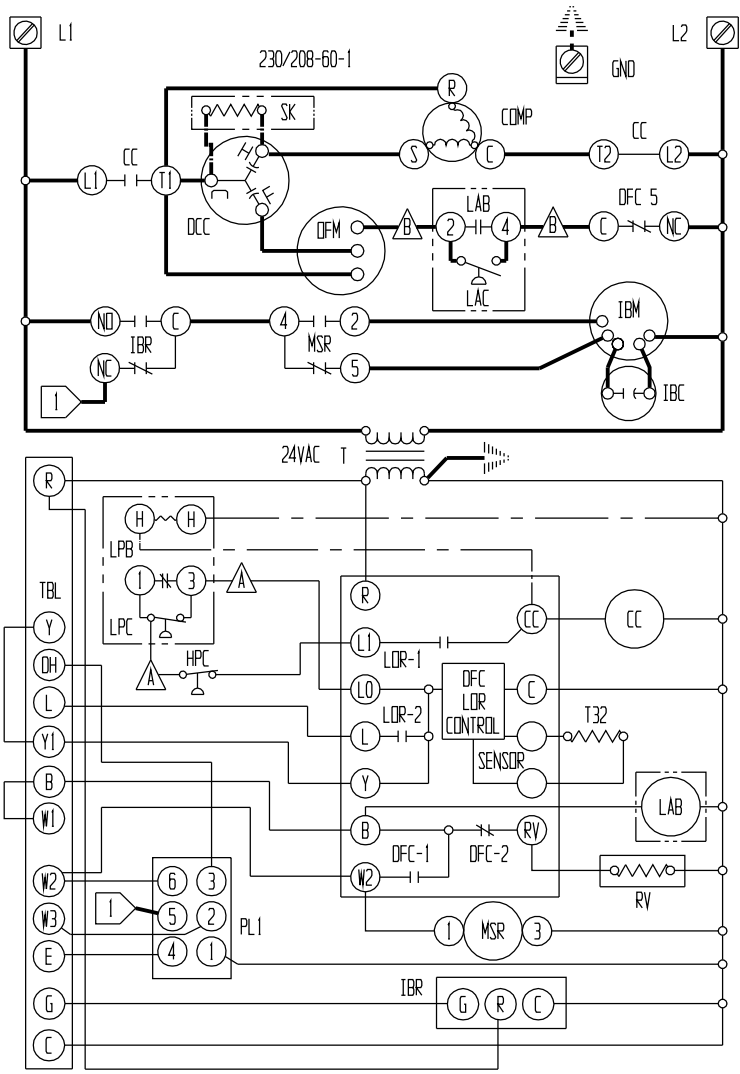 L1
L2
230/208-60-1
GND
R
SK
COMP
CC
CC
H
S
C
T2
L2
L1
T1
C
F
DCC
DFC 5
LAB
OFM
B
2
4
B
C
NC
LAC
IBM
NO
C
4
2
IBR
MSR
NC
5
1
IBC
24VAC T
R
H
H
LPB
TBL
1
3
A
R
Y
LPC
CC
CC
HPC
L1
LOR-1
OH
A
LO
DFC
LOR
CONTROL
C
L
LOR-2
T32
Y1
L
SENSOR
B
Y
W1
LAB
B
RV
DFC-1
DFC-2
W2
6
3
W2
RV
1
5
2
W3
PL1
1
MSR
3
E
4
1
IBR
G
G
R
C
C